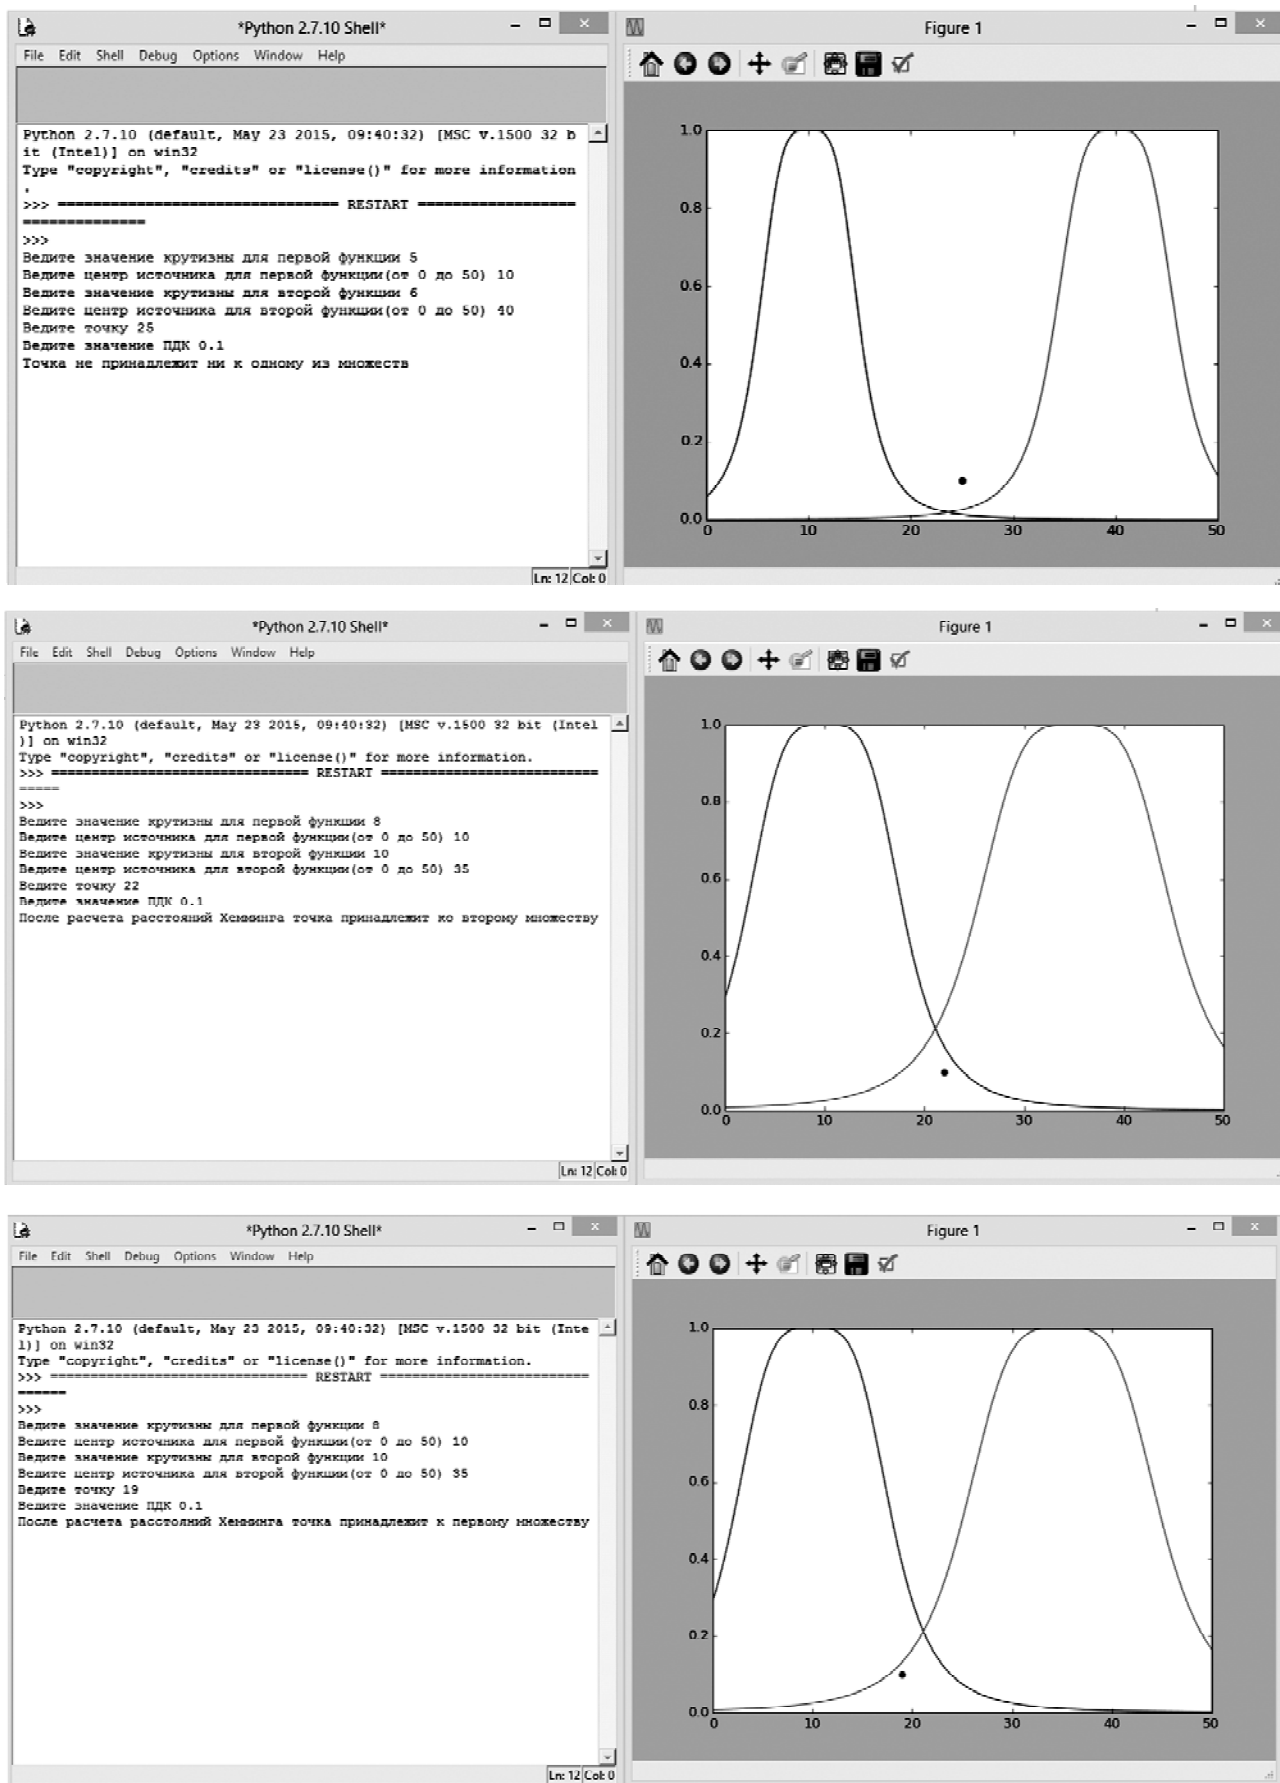 *Python 2.7.10 Shell*
File Edit Shell Debug Options Window Help
Python 2.7.10 (default, May 23 2015, 09:40:32) [MSC v.1500 32 b
it (Intel)] on win32
Type "copyright", "credits" or "license()" for more information
.
>>> ================================ RESTART ==================
==============
>>>
Ведите значение крутизны для первой функции 5
Ведите центр источника для первой функции(от 0 до 50) 10
Ведите значение крутизны для второй функции 6
Ведите центр источника для второй функции(от 0 до 50) 40
Ведите точку 25
Ведите значение ПДК 0.1
Точка не принадлежит ни к одному из множеств
Ln: 12 Col: 0
Figure 1
1.0
0.8
0.6
0.4
0.2
0.0
0 10 20 30 40 50
*Python 2.7.10 Shell*
File Edit Shell Debug Options Window Help
Python 2.7.10 (default, May 23 2015, 09:40:32) [MSC v.1500 32 bit (Intel
)] on win32
Type "copyright", "credits" or "license()" for more information.
>>> ================================ RESTART ===========================
=====
>>>
Ведите значение крутизны для первой функции 8
Ведите центр источника для первой функции(от 0 до 50) 10
Ведите значение крутизны для второй функции 10
Ведите центр источника для второй функции(от 0 до 50) 35
Ведите точку 22
Ведите значение ПДК 0.1
После расчета расстояний Хемминга точка принадлежит ко второму множеству
Ln: 12 Col: 0
Figure 1
1.0
0.8
0.6
0.4
0.2
0.0
0 10 20 30 40 50
*Python 2.7.10 Shell*
File Edit Shell Debug Options Window Help
Python 2.7.10 (default, May 23 2015, 09:40:32) [MSC v.1500 32 bit (Inte
l)] on win32
Type "copyright", "credits" or "license()" for more information.
>>> ================================ RESTART ==========================
======
>>>
Ведите значение крутизны для первой функции 8
Ведите центр источника для первой функции(от 0 до 50) 10
Ведите значение крутизны для второй функции 10
Ведите центр источника для второй функции(от 0 до 50) 35
Ведите точку 19
Ведите значение ПДК 0.1
После расчета расстояний Хемминга точка принадлежит к первому множеству
Ln: 12 Col: 0
Figure 1
1.0
0.8
0.6
0.4
0.2
0.0
0 10 20 30 40 50